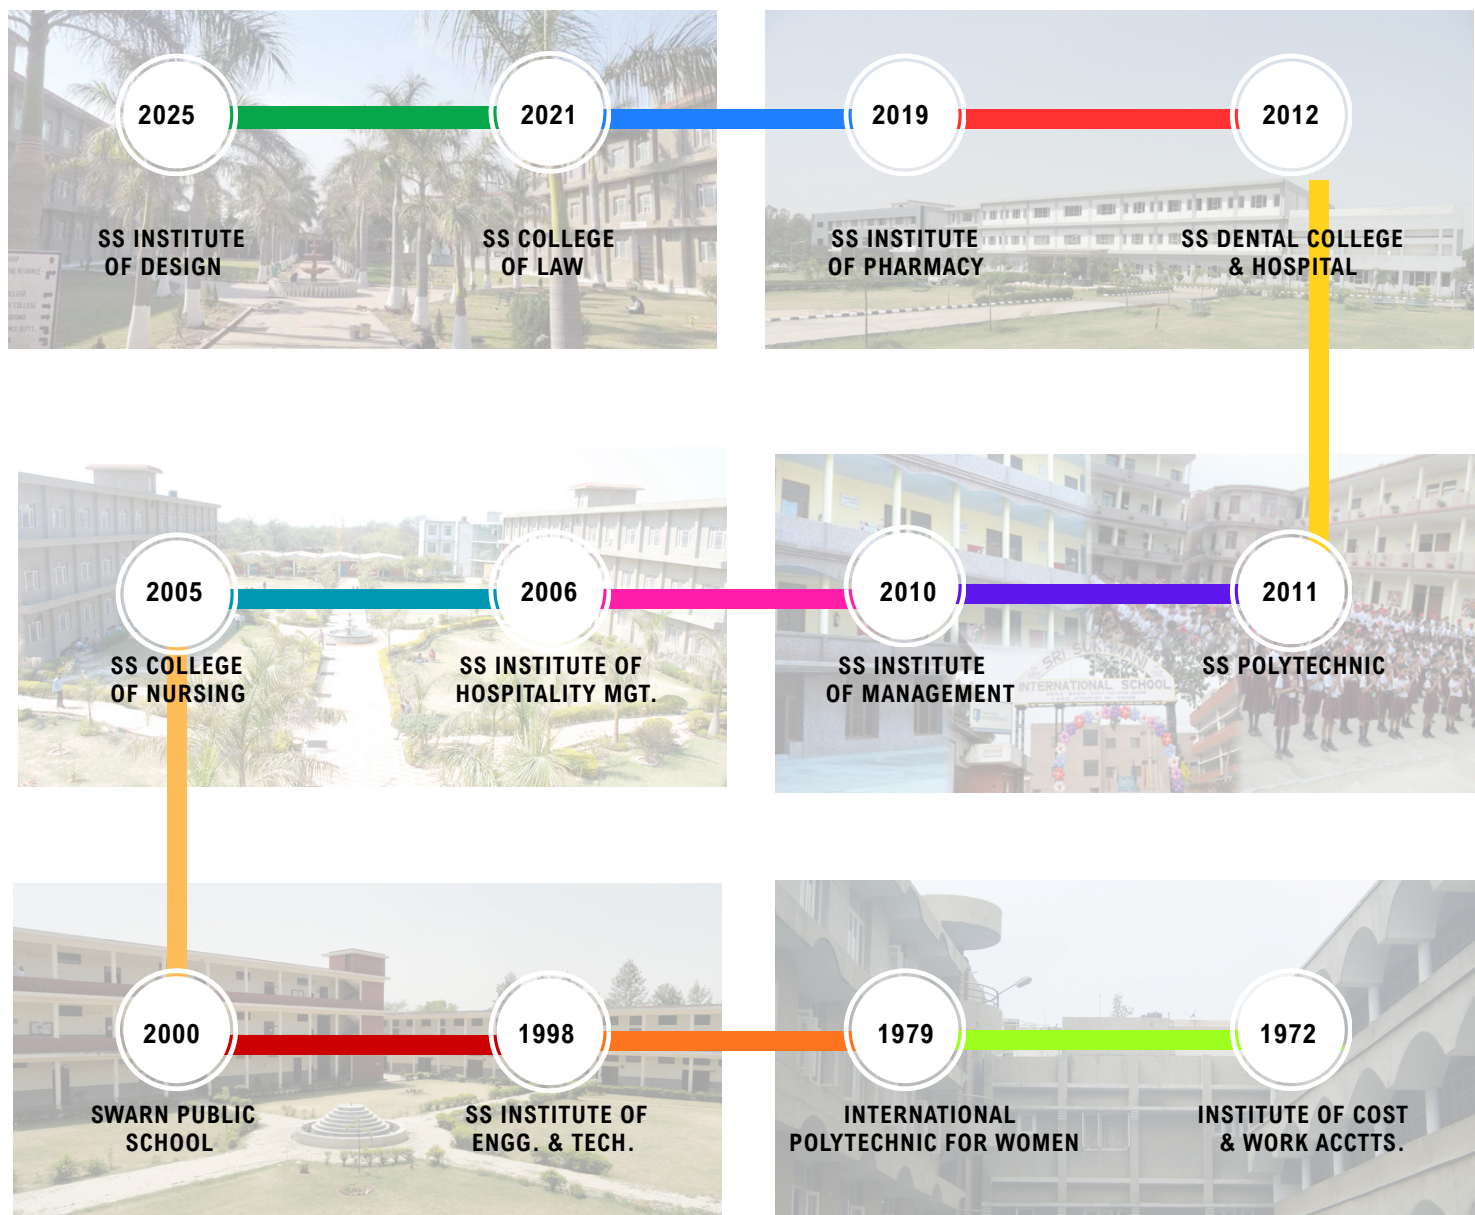 2025
2021
2019
2012
SS INSTITUTE
OF DESIGN
SS COLLEGE
OF LAW
SS INSTITUTE
OF PHARMACY
SS DENTAL COLLEGE
& HOSPITAL
2005
2006
2010
2011
SS COLLEGE
OF NURSING
SS INSTITUTE OF
HOSPITALITY MGT.
SS INSTITUTE
OF MANAGEMENT
SS POLYTECHNIC
SRI SUKHMANI
INTERNATIONAL SCHOOL
2000
1998
1979
1972
SWARN PUBLIC
SCHOOL
SS INSTITUTE OF
ENGG. & TECH.
INTERNATIONAL
POLYTECHNIC FOR WOMEN
INSTITUTE OF COST
& WORK ACCTTS.